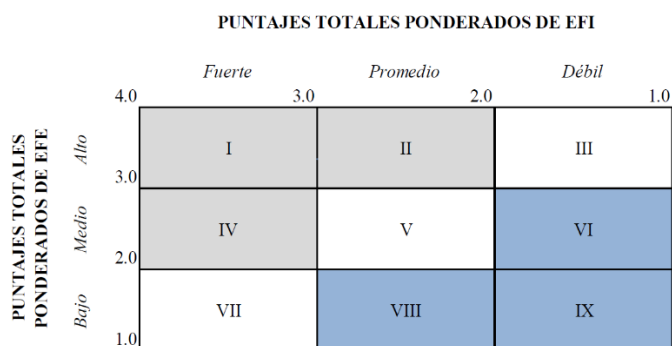 PUNTAJES TOTALES PONDERADOS DE EFI
Fuerte Promedio Débil
4.0 3.0 2.0 1.0
PUNTAJES TOTALES
PONDERADOS DE EFE
Alto
I II III
3.0
Medio
IV V VI
2.0
Bajo
VII VIII IX
1.0